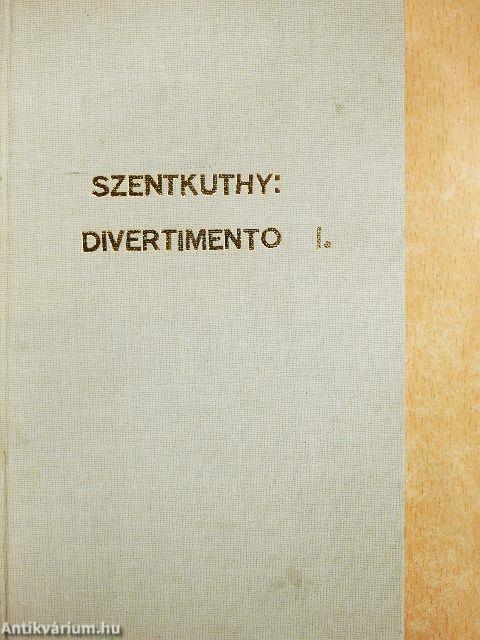 SZENTKUTHY:
DIVERTIMENTO I.
Antikvárium.hu